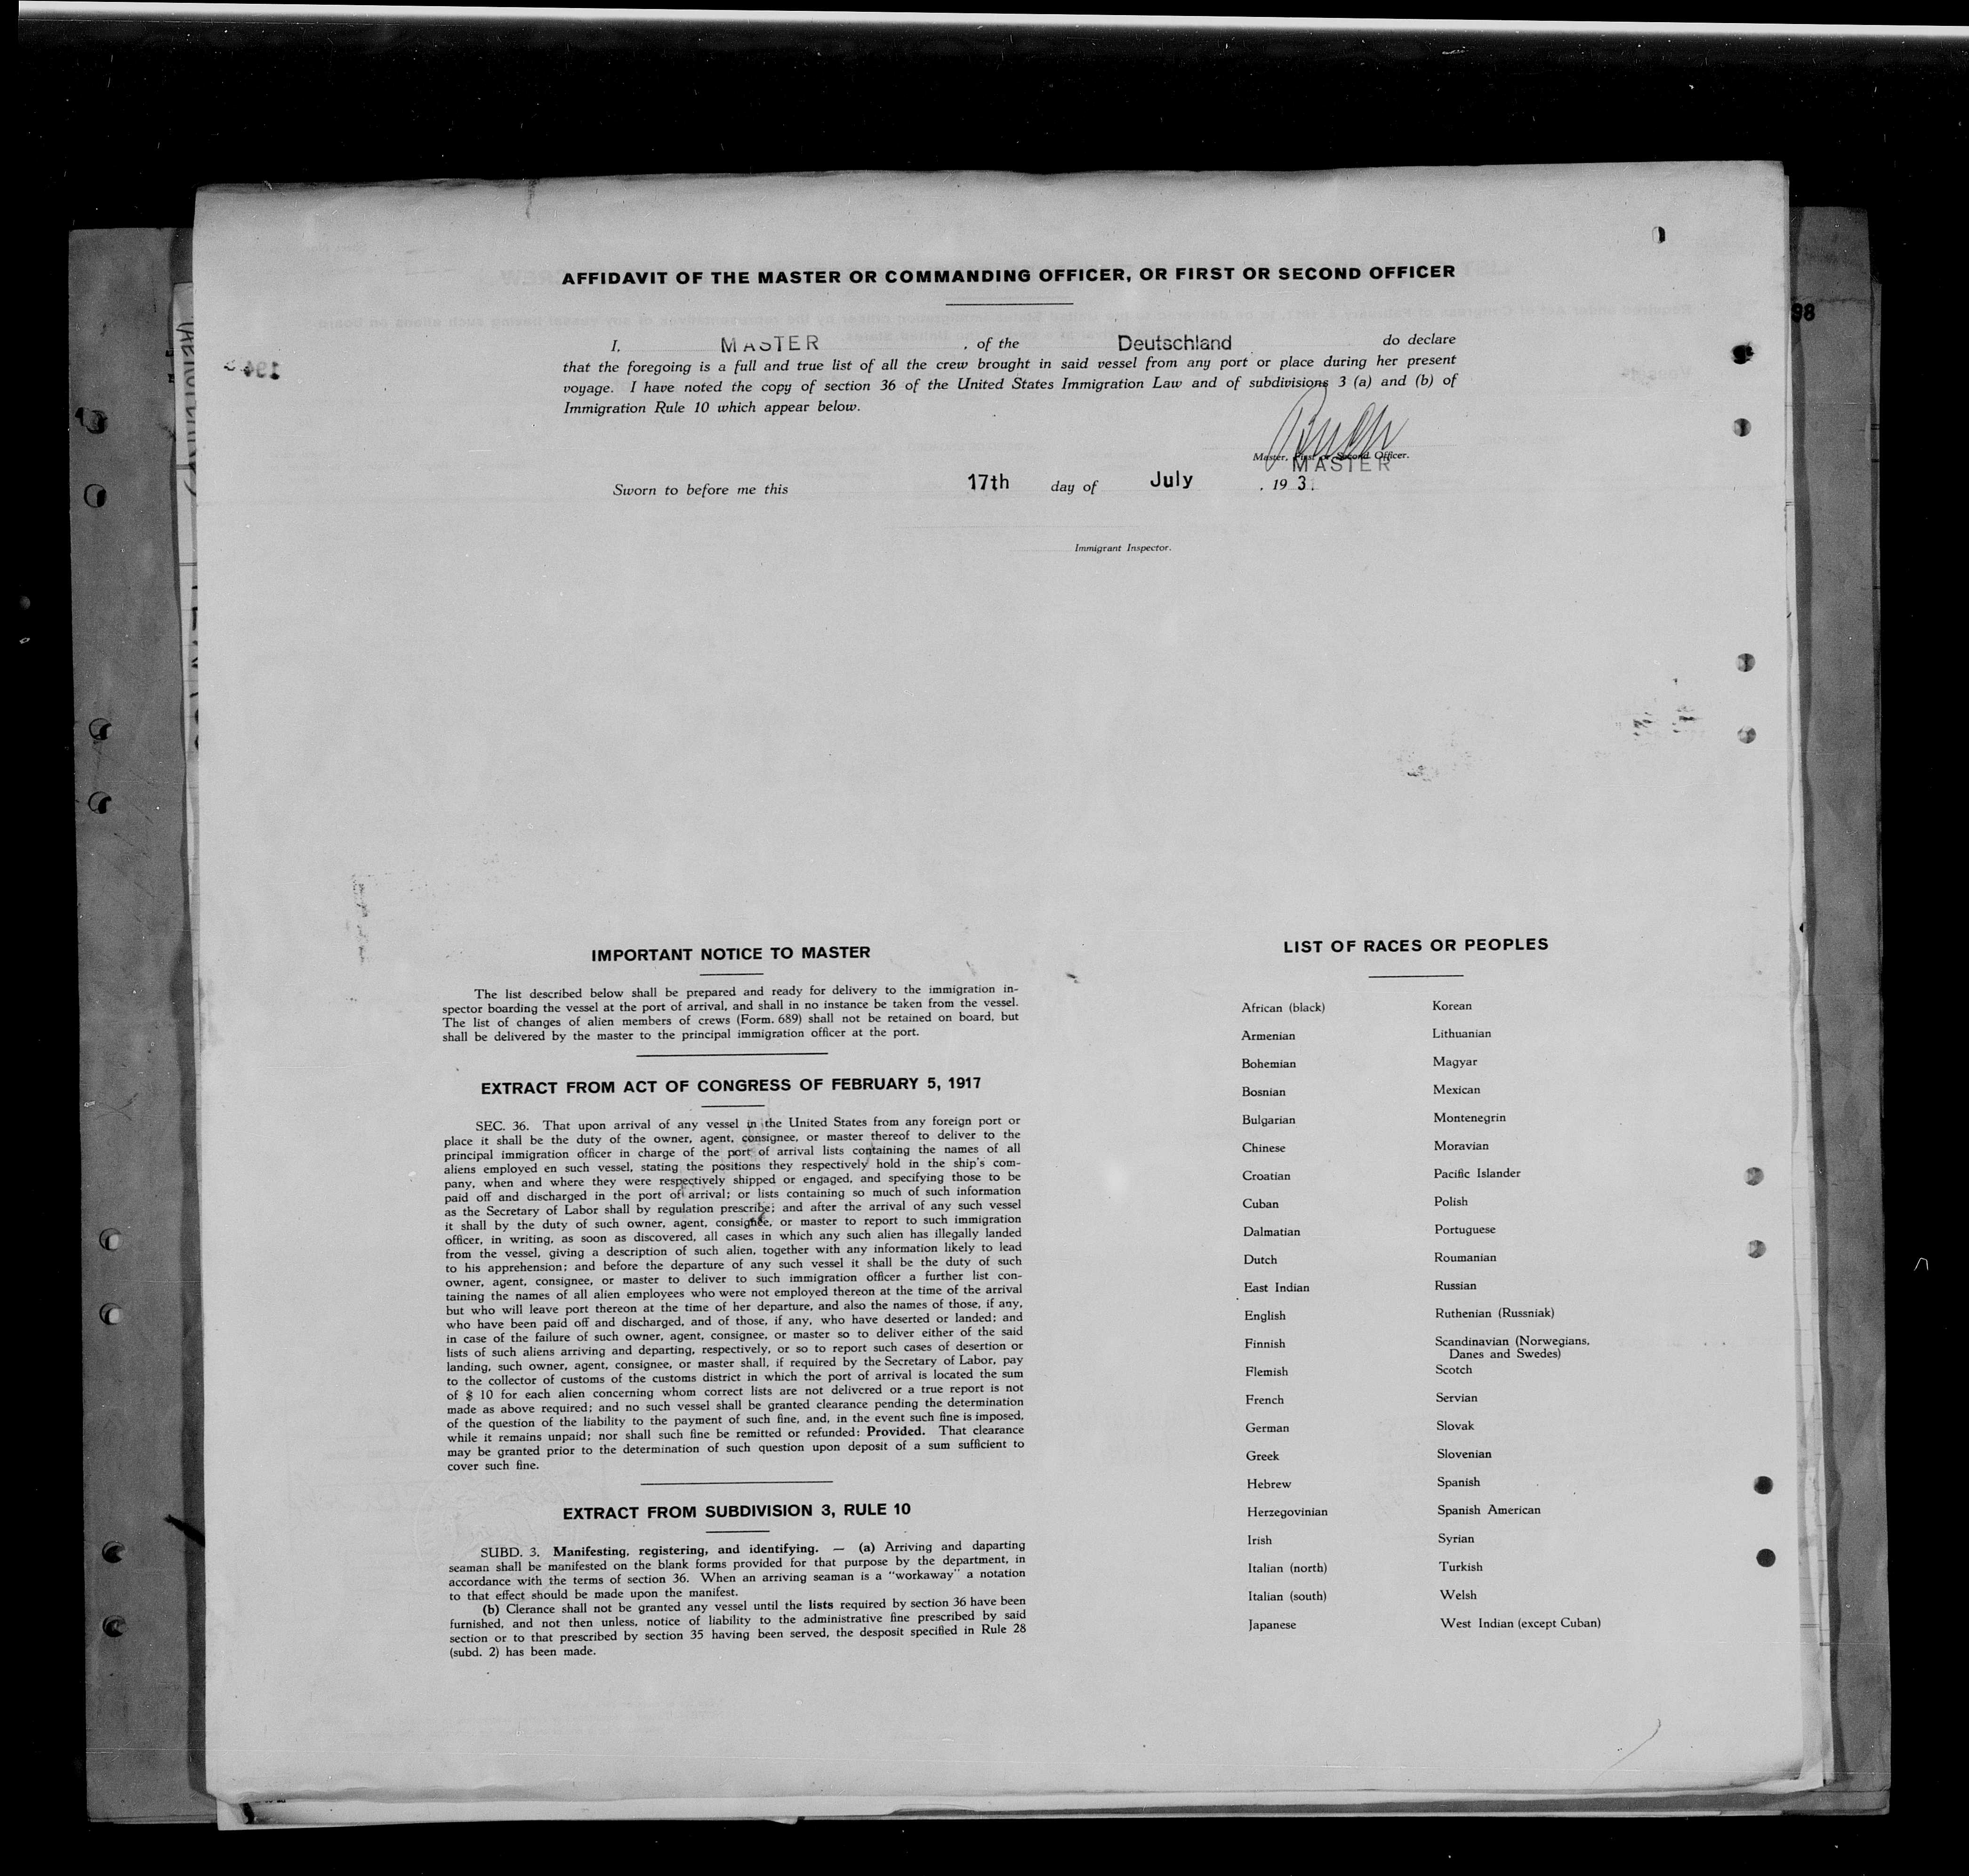 AFFIDAVIT OF THE MASTER OR COMMANDING OFFICER, OR FIRST OR SECOND OFFICER
I, MASTER , of the Deutschland do declare
that the foregoing is a full and true list of all the crew brought in said vessel from any port or place during her present
voyage. I have noted the copy of section 36 of the United States Immigration Law and of subdivisions 3 (a) and (b) of
Immigration Rule 10 which appear below.
Master, First or Second Officer.
MASTER
Sworn to before me this 17th day of July , 19 3.
Immigrant Inspector.
98
IMPORTANT NOTICE TO MASTER
The list described below shall be prepared and ready for delivery to the immigration in-
spector boarding the vessel at the port of arrival, and shall in no instance be taken from the vessel.
The list of changes of alien members of crews (Form. 689) shall not be retained on board, but
shall be delivered by the master to the principal immigration officer at the port.
EXTRACT FROM ACT OF CONGRESS OF FEBRUARY 5, 1917
SEC. 36. That upon arrival of any vessel in the United States from any foreign port or
place it shall be the duty of the owner, agent, consignee, or master thereof to deliver to the
principal immigration officer in charge of the port of arrival lists containing the names of all
aliens employed en such vessel, stating the positions they respectively hold in the ship's com-
pany, when and where they were respectively shipped or engaged, and specifying those to be
paid off and discharged in the port of arrival; or lists containing so much of such information
as the Secretary of Labor shall by regulation prescribe; and after the arrival of any such vessel
it shall by the duty of such owner, agent, consignee, or master to report to such immigration
officer, in writing, as soon as discovered, all cases in which any such alien has illegally landed
from the vessel, giving a description of such alien, together with any information likely to lead
to his apprehension; and before the departure of any such vessel it shall be the duty of such
owner, agent, consignee, or master to deliver to such immigration officer a further list con-
taining the names of all alien employees who were not employed thereon at the time of the arrival
but who will leave port thereon at the time of her departure, and also the names of those, if any,
who have been paid off and discharged, and of those, if any, who have deserted or landed; and
in case of the failure of such owner, agent, consignee, or master so to deliver either of the said
lists of such aliens arriving and departing, respectively, or so to report such cases of desertion or
landing, such owner, agent, consignee, or master shall, if required by the Secretary of Labor, pay
to the collector of customs of the customs district in which the port of arrival is located the sum
of $ 10 for each alien concerning whom correct lists are not delivered or a true report is not
made as above required; and no such vessel shall be granted clearance pending the determination
of the question of the liability to the payment of such fine, and, in the event such fine is imposed,
while it remains unpaid; nor shall such fine be remitted or refunded: Provided. That clearance
may be granted prior to the determination of such question upon deposit of a sum sufficient to
cover such fine.
EXTRACT FROM SUBDIVISION 3, RULE 10
SUBD. 3. Manifesting, registering, and identifying. — (a) Arriving and daparting
seaman shall be manifested on the blank forms provided for that purpose by the department, in
accordance with the terms of section 36. When an arriving seaman is a "workaway" a notation
to that effect should be made upon the manifest.
(b) Clerance shall not be granted any vessel until the lists required by section 36 have been
furnished, and not then unless, notice of liability to the administrative fine prescribed by said
section or to that prescribed by section 35 having been served, the desposit specified in Rule 28
(subd. 2) has been made.
LIST OF RACES OR PEOPLES
African (black)
Armenian
Bohemian
Bosnian
Bulgarian
Chinese
Croatian
Cuban
Dalmatian
Dutch
East Indian
English
Finnish
Flemish
French
German
Greek
Hebrew
Herzegovinian
Irish
Italian (north)
Italian (south)
Japanese
Korean
Lithuanian
Magyar
Mexican
Montenegrin
Moravian
Pacific Islander
Polish
Portuguese
Roumanian
Russian
Ruthenian (Russniak)
Scandinavian (Norwegians,
Danes and Swedes)
Scotch
Servian
Slovak
Slovenian
Spanish
Spanish American
Syrian
Turkish
Welsh
West Indian (except Cuban)